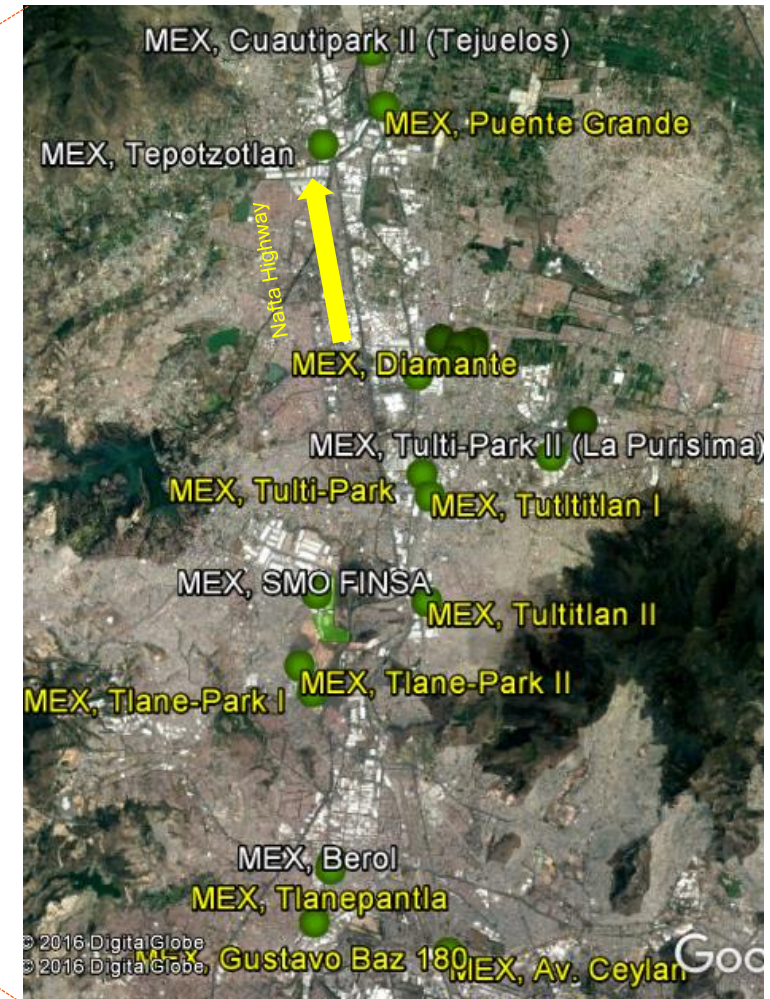 MEX, Cuautipark II (Tejuelos)
MEX, Puente Grande
MEX, Tepotzotlan
Nafta Highway
MEX, Diamante
MEX, Tulti-Park II (La Purisima)
MEX, Tulti-Park
MEX, Tutltitlan I
MEX, SMO FINSA
MEX, Tultitlan II
MEX, Tlane-Park II
MEX, Tlane-Park I
MEX, Berol
MEX, Tlanepantla
© 2016 DigitalGlobe
MEX, Gustavo Baz 180
MEX, Av. Ceylan
© 2016 DigitalGlobe
Goo